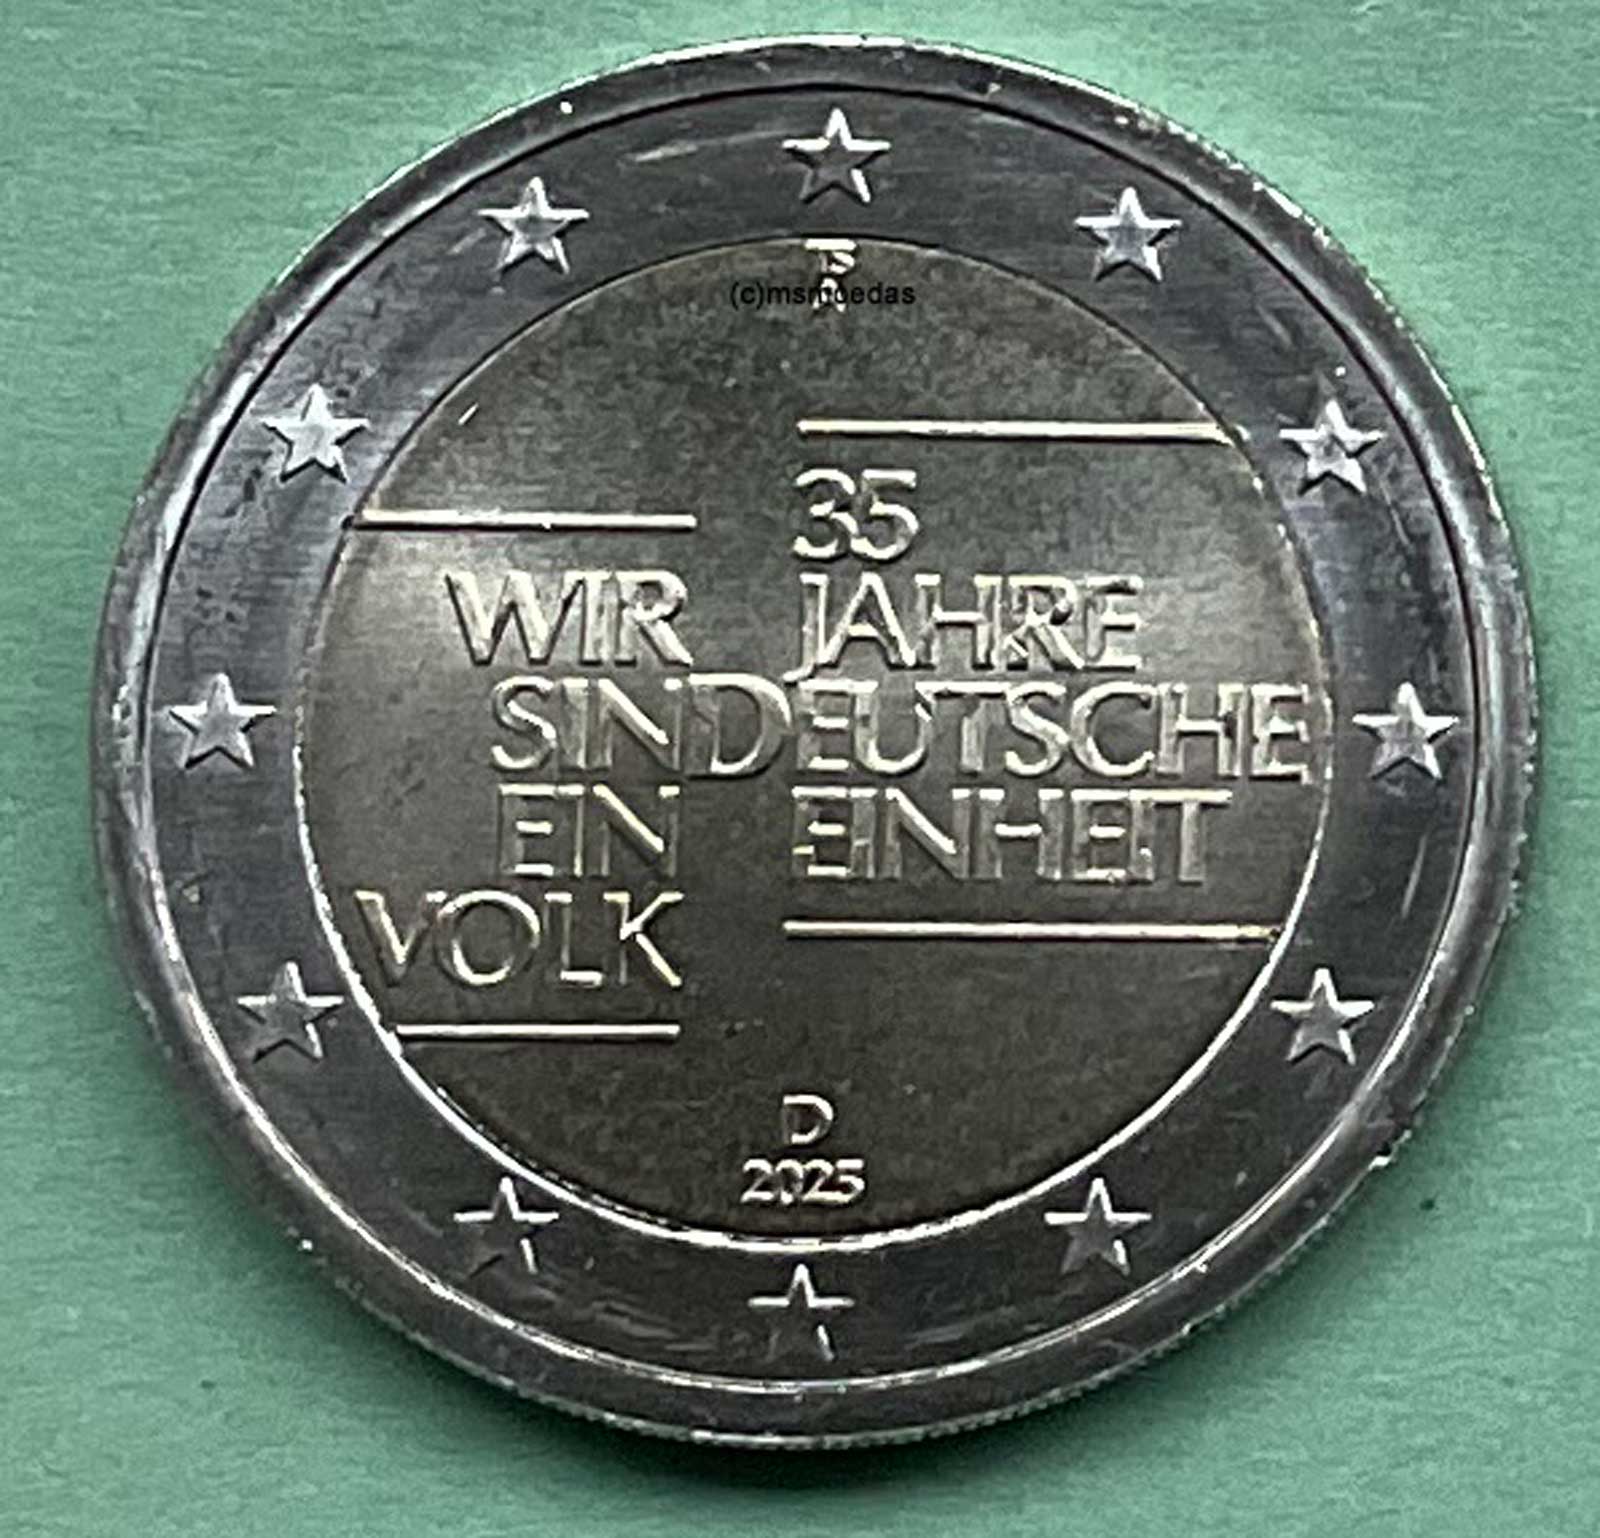 (c)msmoedas
35
WIR JAHRE
SINDEUTSCHE
EIN EINHEIT
VOLK
D
2025